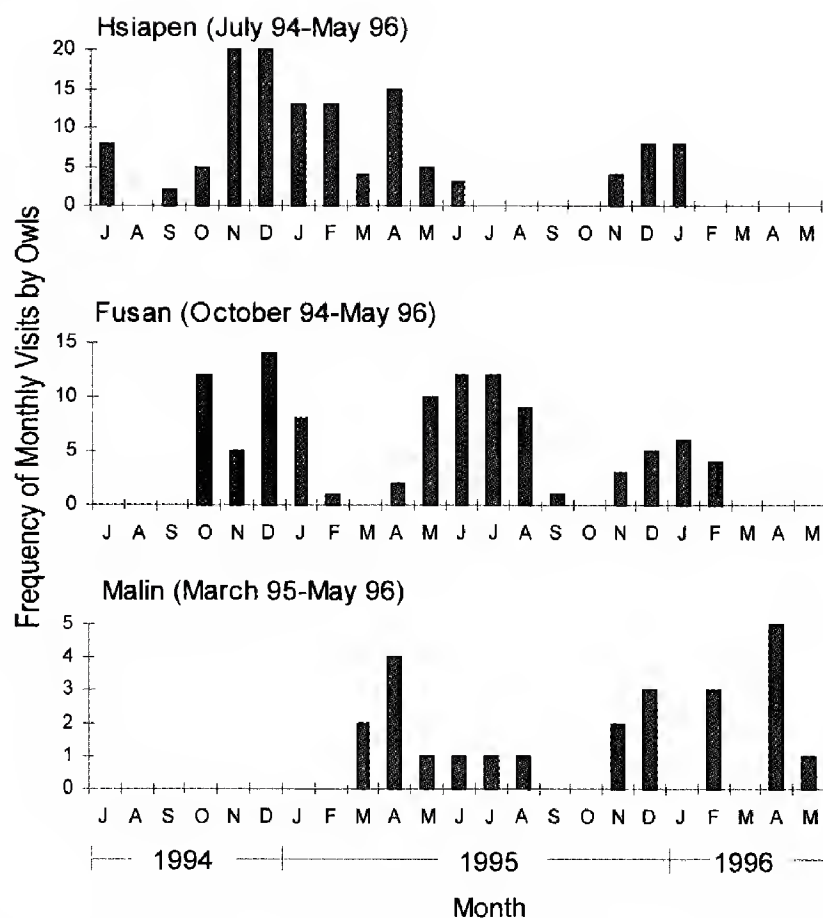 Hsiapen (July 94-May 96)
20
15
10
5
0
J A S O N D J F M A M J J A S O N D J F M A M
Frequency of Monthly Visits by Owls
Fusan (October 94-May 96)
15
10
5
0
J A S O N D J F M A M J J A S O N D J F M A M
Malin (March 95-May 96)
5
4
3
2
1
0
J A S O N D J F M A M J J A S O N D J F M A M
1994 1995 1996
Month